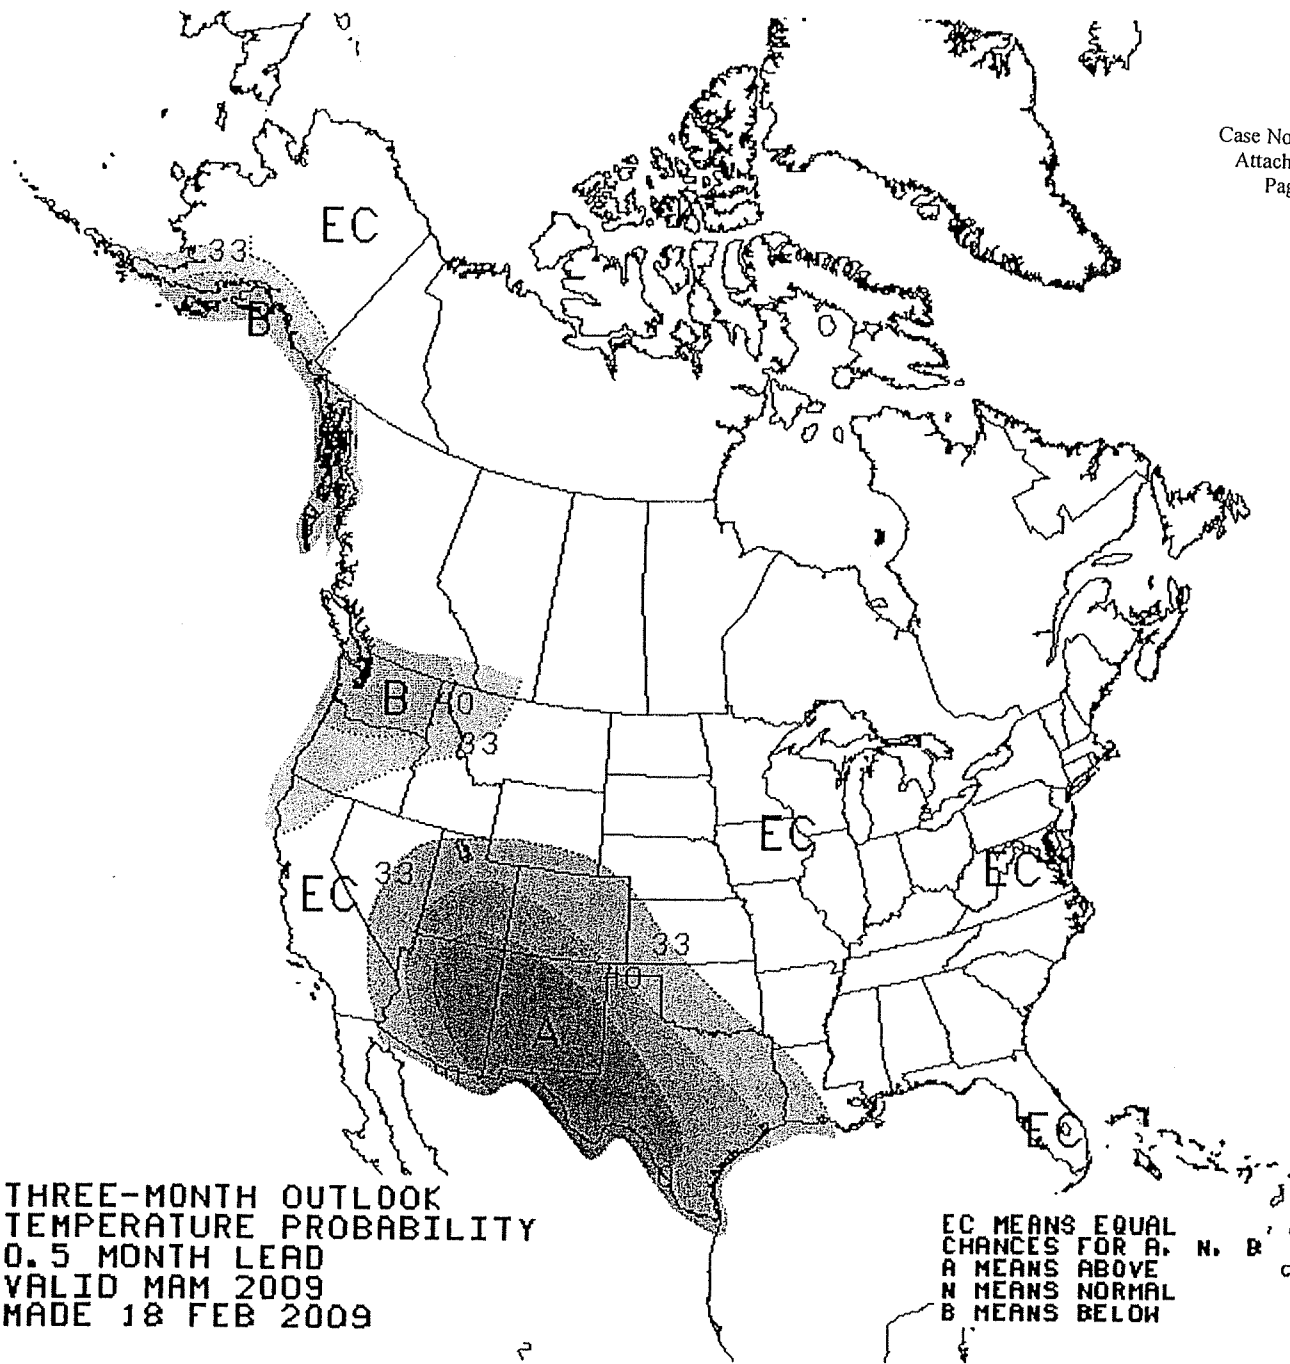 Case No
Attach
Pag
EC
33
B
B
40
33
EC
EC
EC
33
33
40
A
EC
THREE-MONTH OUTLOOK
TEMPERATURE PROBABILITY
0.5 MONTH LEAD
VALID MAM 2009
MADE 18 FEB 2009
EC MEANS EQUAL
CHANCES FOR A, N, B
A MEANS ABOVE
N MEANS NORMAL
B MEANS BELOW